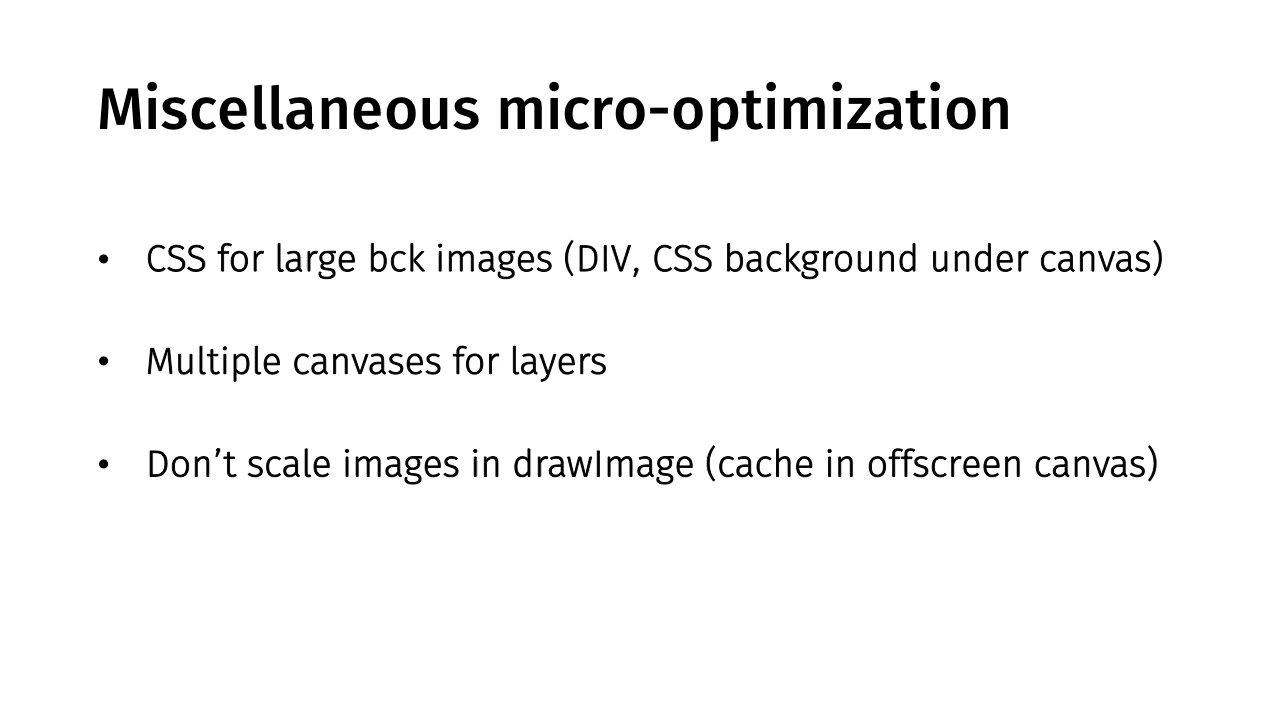 Miscellaneous micro-optimization
• CSS for large bck images (DIV, CSS background under canvas)
• Multiple canvases for layers
• Don’t scale images in drawImage (cache in offscreen canvas)